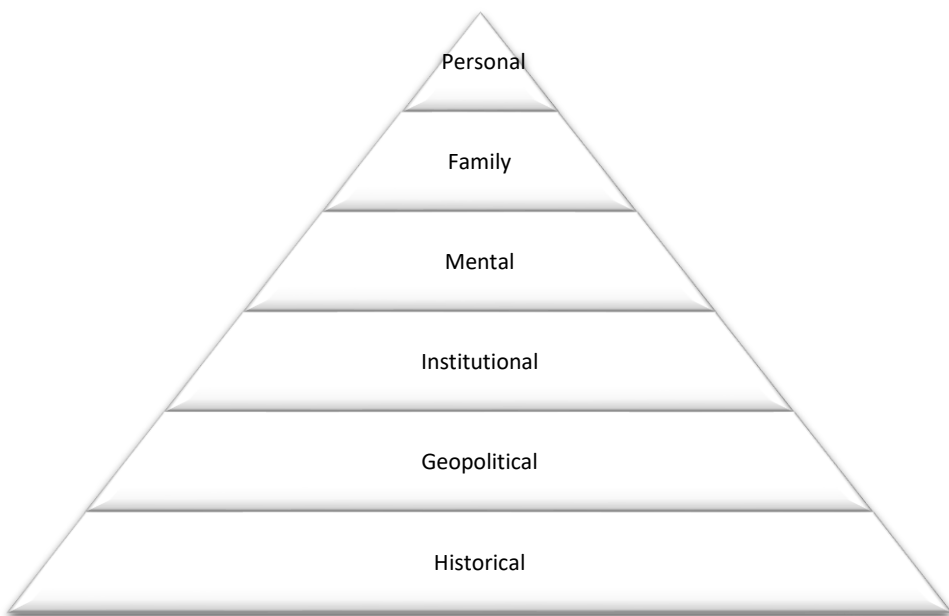 Personal
Family
Mental
Institutional
Geopolitical
Historical